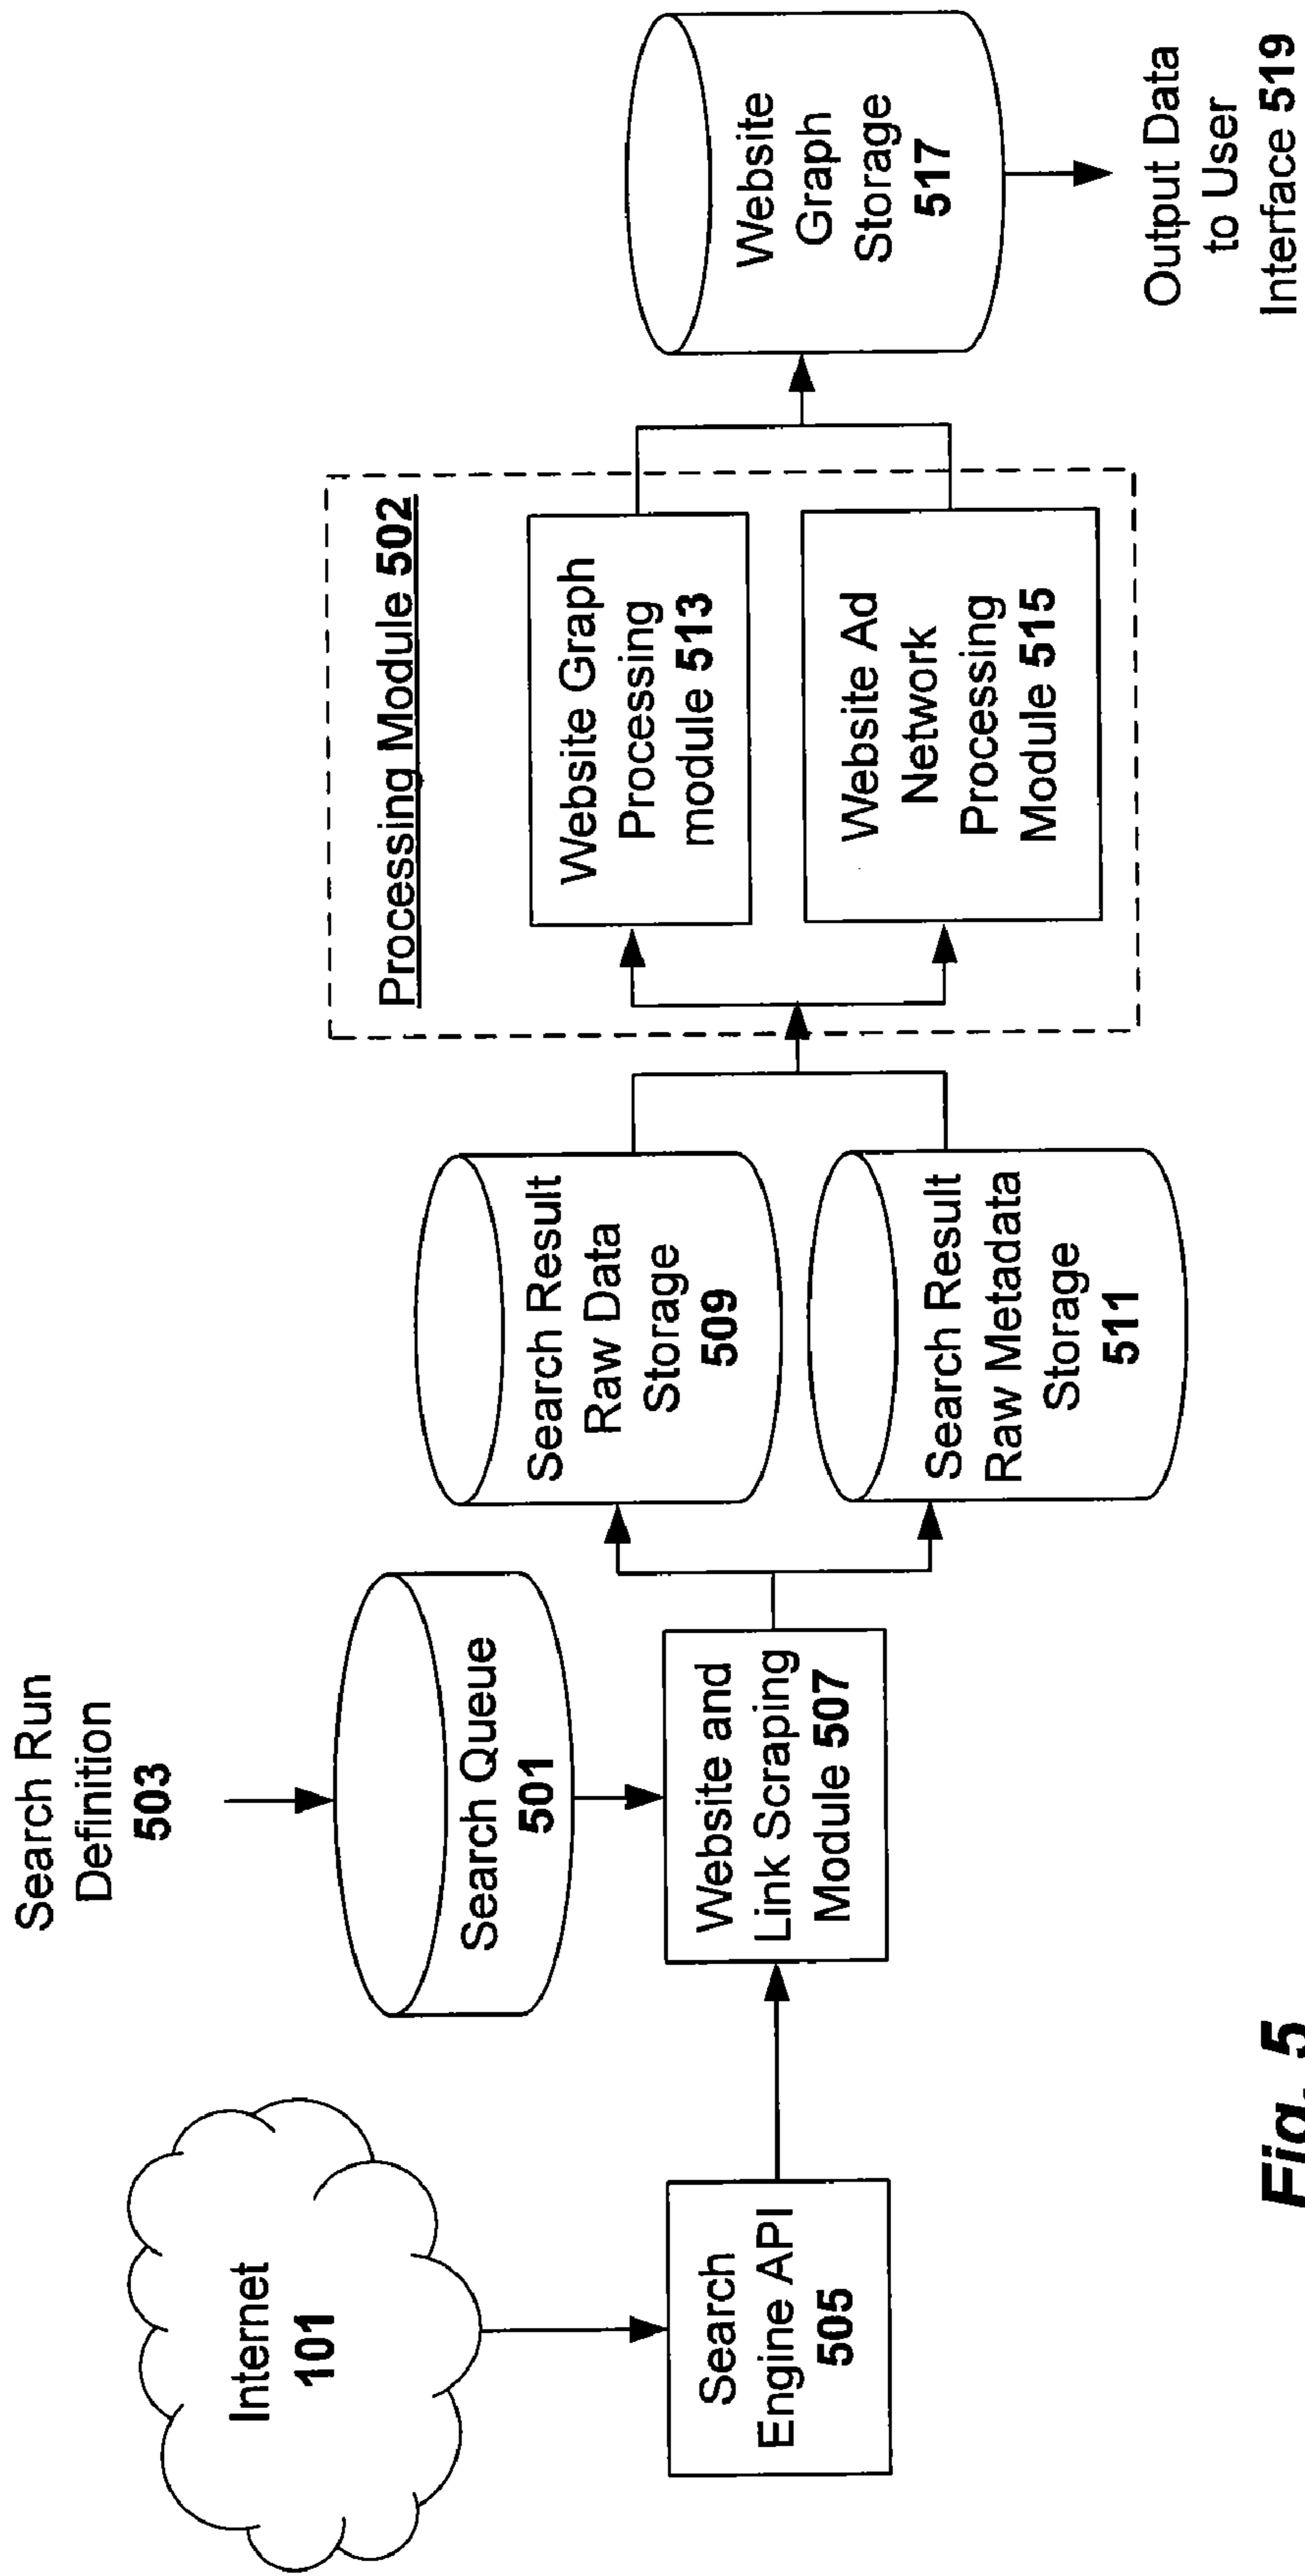 Search Run
Definition
503
Internet
101
Search Queue
501
Search
Engine API
505
Website and
Link Scraping
Module 507
Search Result
Raw Data
Storage
509
Search Result
Raw Metadata
Storage
511
Processing Module 502
Website Graph
Processing
module 513
Website Ad
Network
Processing
Module 515
Website
Graph
Storage
517
Output Data
to User
Interface 519
Fig. 5